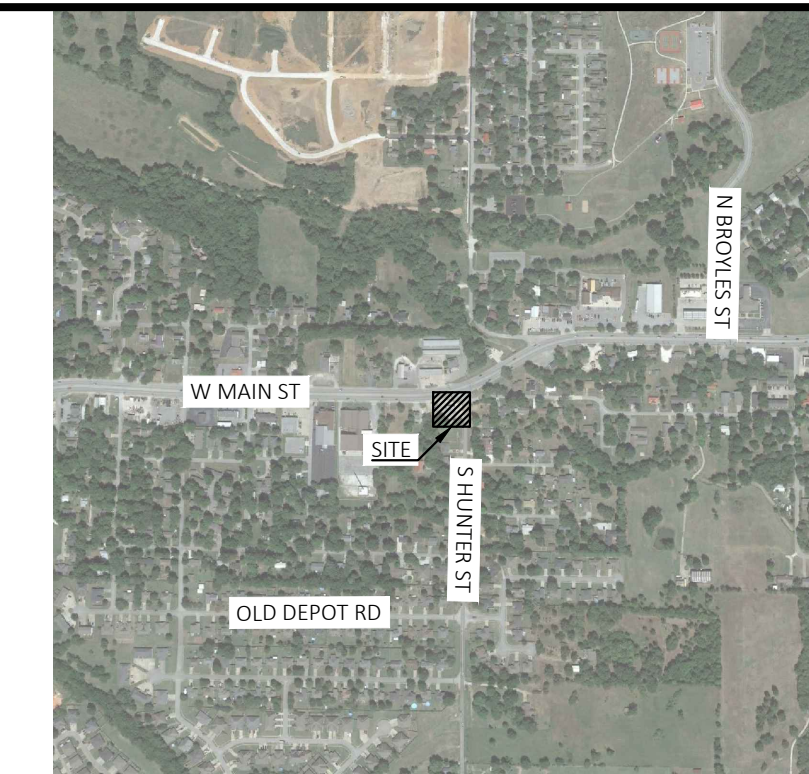 N BROYLES ST
W MAIN ST
SITE
S HUNTER ST
OLD DEPOT RD